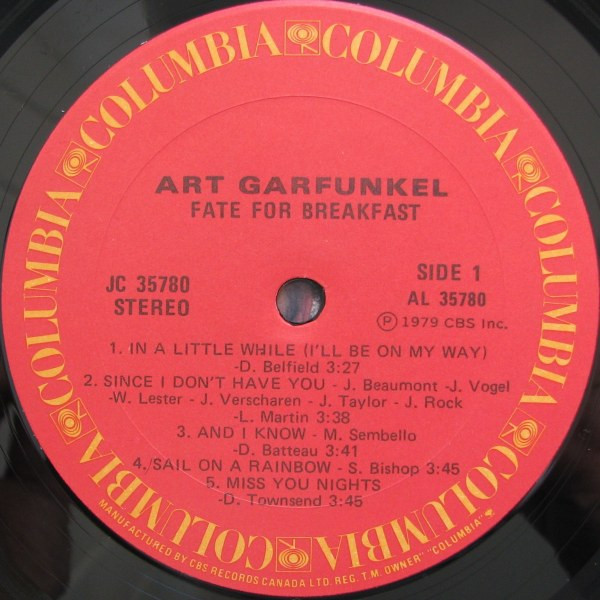 COLUMBIA COLUMBIA COLUMBIA COLUMBIA COLUMBIA COLUMBIA
ART GARFUNKEL
FATE FOR BREAKFAST
JC 35780
STEREO
SIDE 1
AL 35780
Ⓟ 1979 CBS Inc.
1. IN A LITTLE WHILE (I'LL BE ON MY WAY)
-D. Belfield 3:27
2. SINCE I DON'T HAVE YOU - J. Beaumont -J. Vogel
-W. Lester - J. Verscharen - J. Taylor - J. Rock
-L. Martin 3:38
3. AND I KNOW - M. Sembello
-D. Batteau 3:41
4. SAIL ON A RAINBOW - S. Bishop 3:45
5. MISS YOU NIGHTS
-D. Townsend 3:45
MANUFACTURED BY CBS RECORDS CANADA LTD. REG. T.M. OWNER "COLUMBIA"